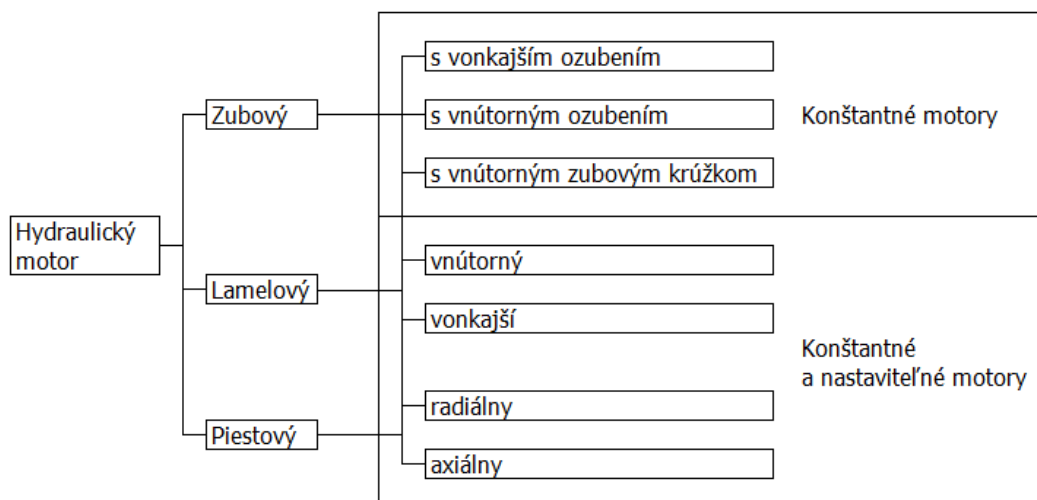 s vonkajším ozubením
Zubový
s vnútorným ozubením
Konštantné motory
s vnútorným zubovým krúžkom
Hydraulický
motor
vnútorný
Lamelový
vonkajší
Konštantné
a nastaviteľné motory
radiálny
Piestový
axiálny